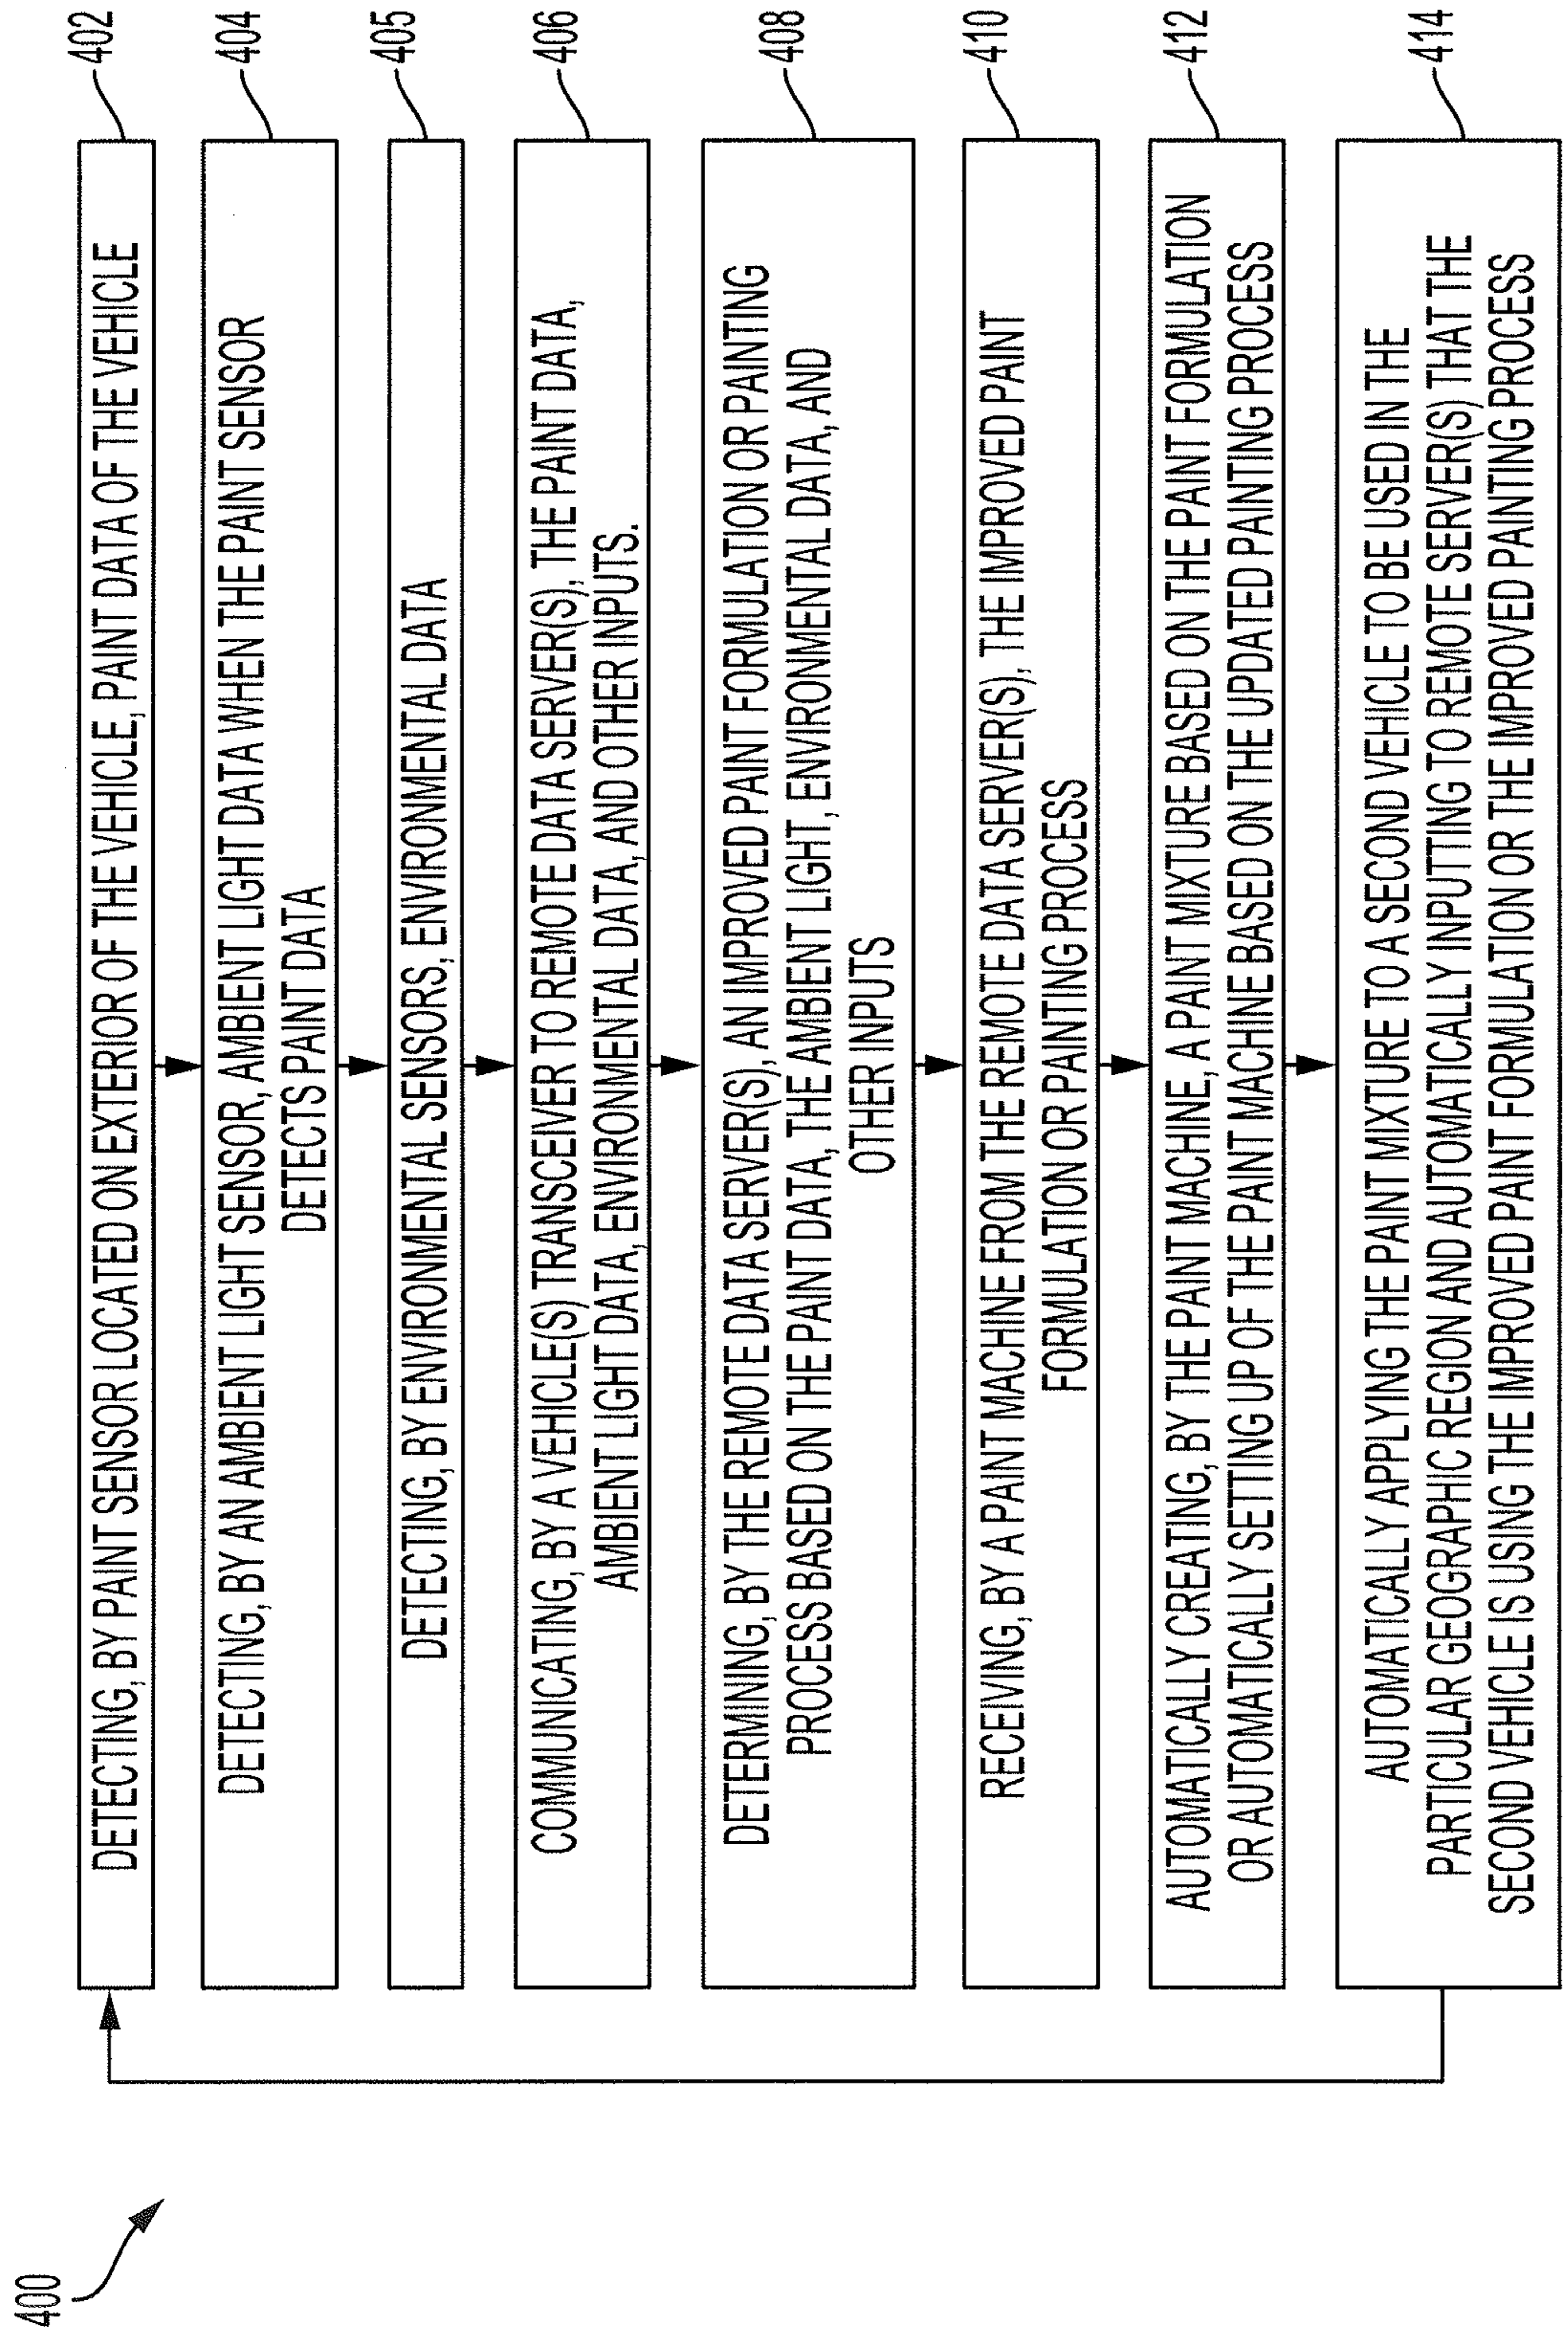 400
DETECTING, BY PAINT SENSOR LOCATED ON EXTERIOR OF THE VEHICLE, PAINT DATA OF THE VEHICLE
402
DETECTING, BY AN AMBIENT LIGHT SENSOR, AMBIENT LIGHT DATA WHEN THE PAINT SENSOR
DETECTS PAINT DATA
404
DETECTING, BY ENVIRONMENTAL SENSORS, ENVIRONMENTAL DATA
405
COMMUNICATING, BY A VEHICLE(S) TRANSCEIVER TO REMOTE DATA SERVER(S), THE PAINT DATA,
AMBIENT LIGHT DATA, ENVIRONMENTAL DATA, AND OTHER INPUTS.
406
DETERMINING, BY THE REMOTE DATA SERVER(S), AN IMPROVED PAINT FORMULATION OR PAINTING
PROCESS BASED ON THE PAINT DATA, THE AMBIENT LIGHT, ENVIRONMENTAL DATA, AND
OTHER INPUTS
408
RECEIVING, BY A PAINT MACHINE FROM THE REMOTE DATA SERVER(S), THE IMPROVED PAINT
FORMULATION OR PAINTING PROCESS
410
AUTOMATICALLY CREATING, BY THE PAINT MACHINE, A PAINT MIXTURE BASED ON THE PAINT FORMULATION
OR AUTOMATICALLY SETTING UP OF THE PAINT MACHINE BASED ON THE UPDATED PAINTING PROCESS
412
AUTOMATICALLY APPLYING THE PAINT MIXTURE TO A SECOND VEHICLE TO BE USED IN THE
PARTICULAR GEOGRAPHIC REGION AND AUTOMATICALLY INPUTTING TO REMOTE SERVER(S) THAT THE
SECOND VEHICLE IS USING THE IMPROVED PAINT FORMULATION OR THE IMPROVED PAINTING PROCESS
414